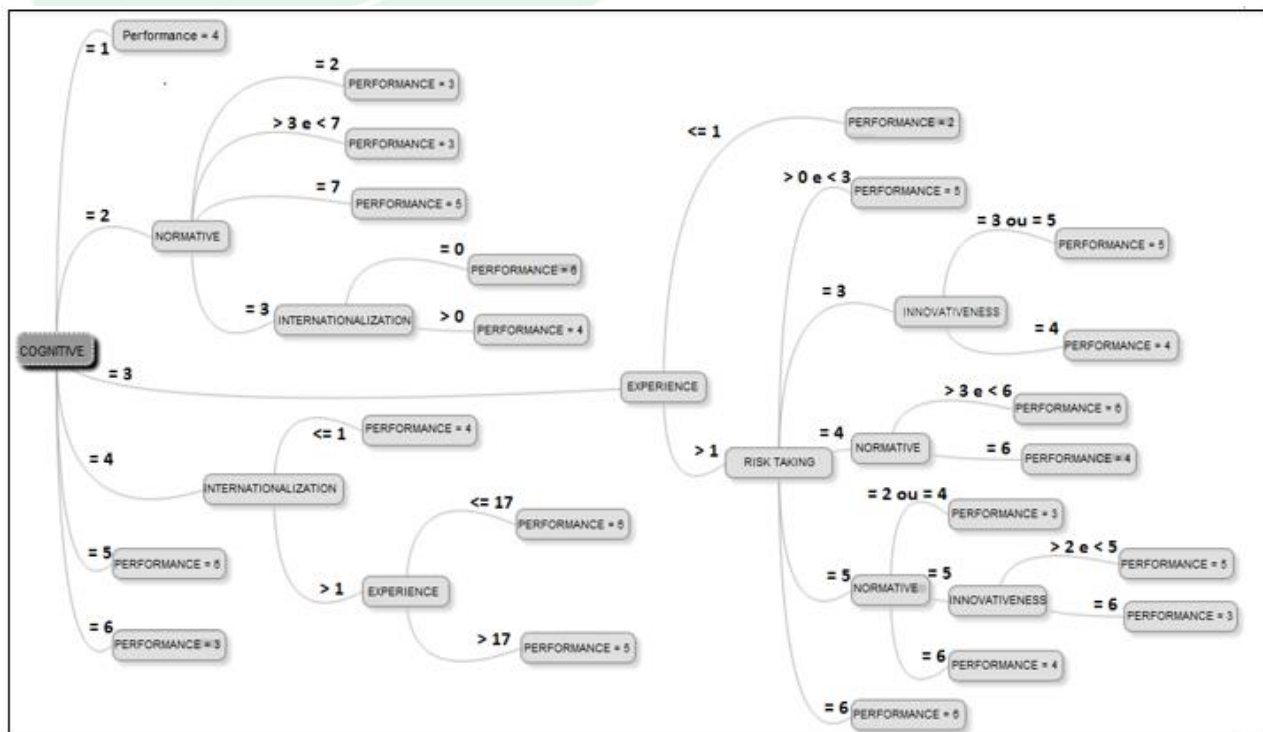 = 1
Performance = 4
= 2
NORMATIVE
= 2
PERFORMANCE = 3
> 3 e < 7
PERFORMANCE = 3
= 7
PERFORMANCE = 5
= 3
INTERNATIONALIZATION
= 0
PERFORMANCE = 6
> 0
PERFORMANCE = 4
COGNITIVE
= 3
EXPERIENCE
<= 1
PERFORMANCE = 2
> 1
RISK TAKING
> 0 e < 3
PERFORMANCE = 5
= 3
INNOVATIVENESS
= 3 ou = 5
PERFORMANCE = 5
= 4
PERFORMANCE = 4
= 4
NORMATIVE
> 3 e < 6
PERFORMANCE = 6
= 6
PERFORMANCE = 4
= 5
NORMATIVE
= 2 ou = 4
PERFORMANCE = 3
= 5
INNOVATIVENESS
> 2 e < 5
PERFORMANCE = 5
= 6
PERFORMANCE = 3
= 6
PERFORMANCE = 4
= 6
PERFORMANCE = 6
= 4
INTERNATIONALIZATION
<= 1
PERFORMANCE = 4
> 1
EXPERIENCE
<= 17
PERFORMANCE = 6
> 17
PERFORMANCE = 5
= 5
PERFORMANCE = 6
= 6
PERFORMANCE = 3